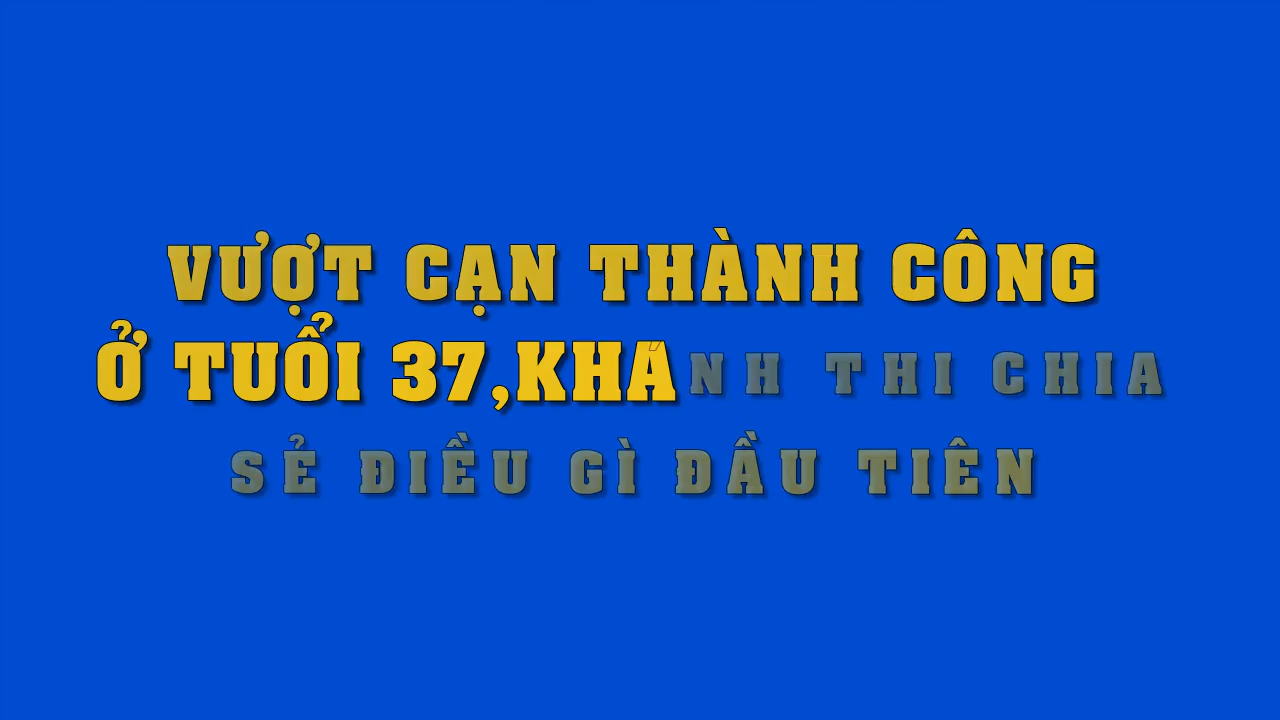 VƯỢT CẠN THÀNH CÔNG
Ở TUỔI 37,KHÁNH THI CHIA
SẺ ĐIỀU GÌ ĐẦU TIÊN